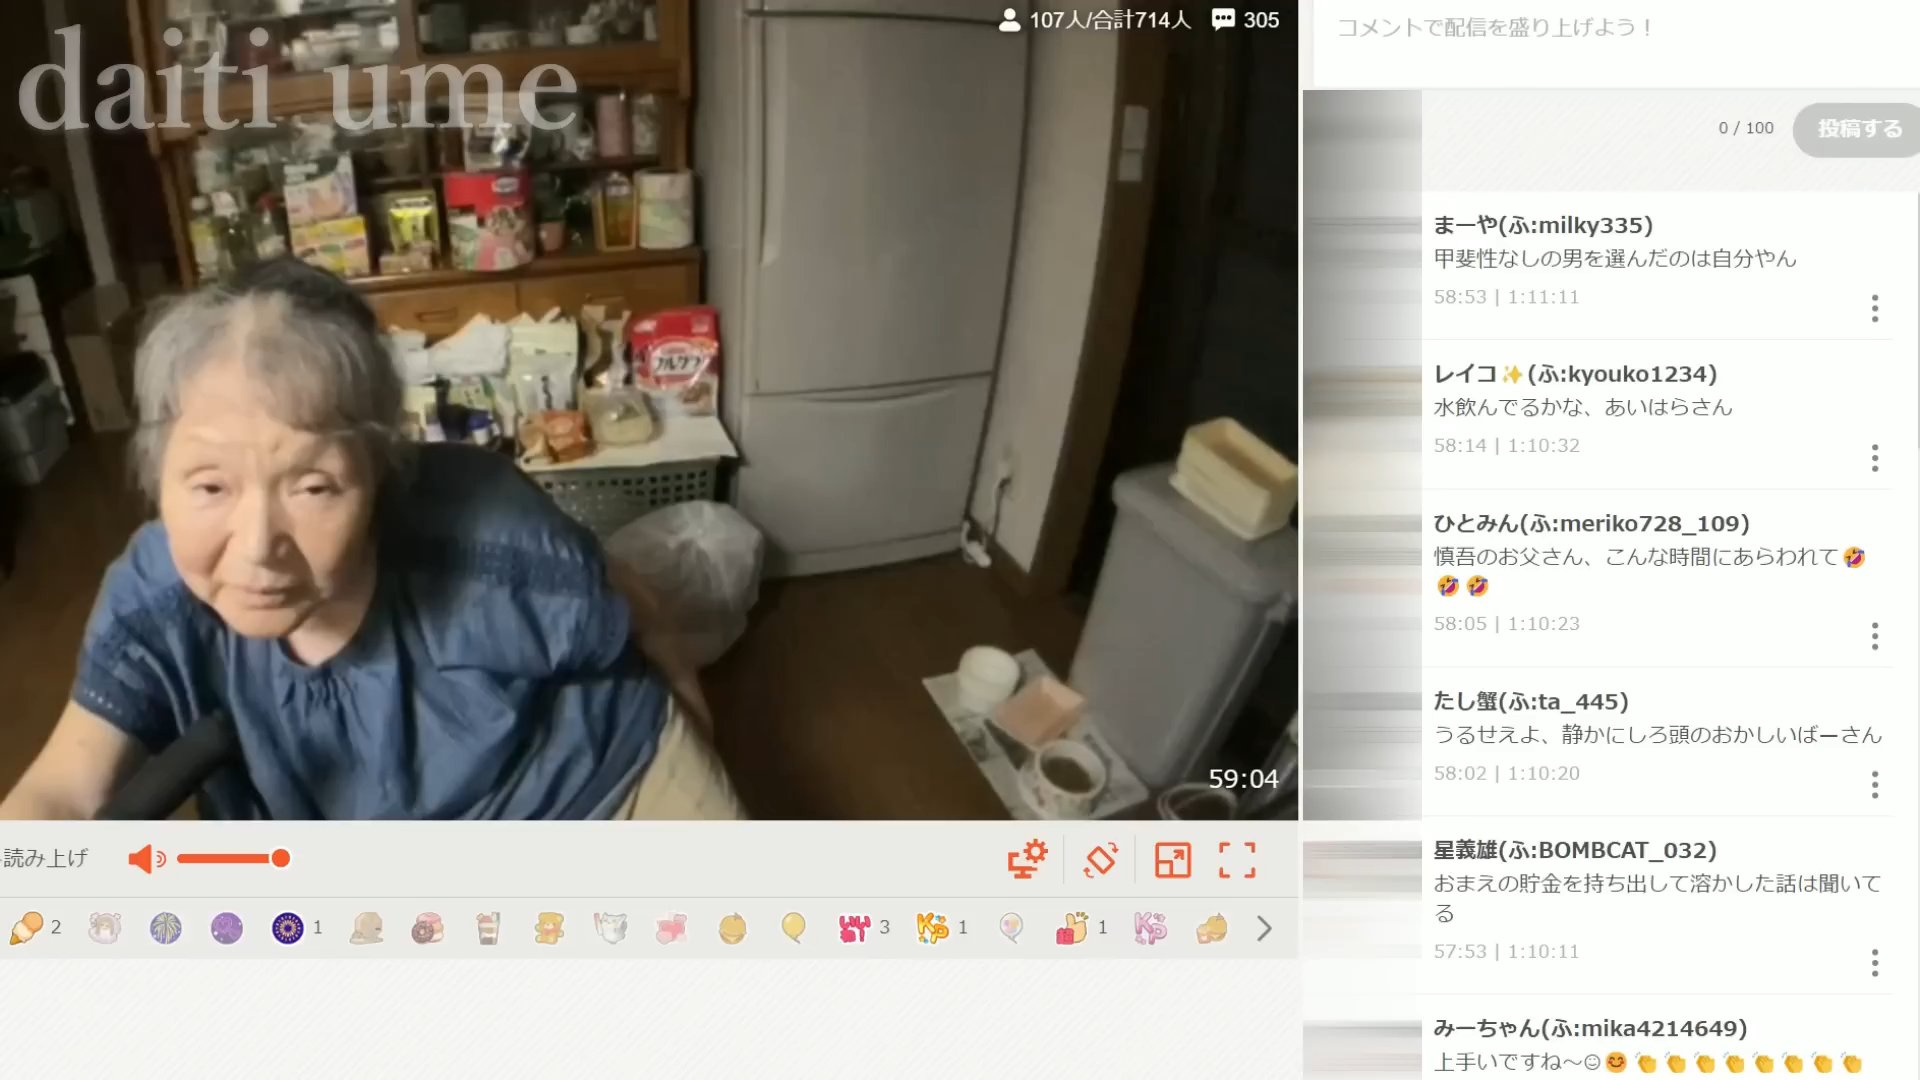 daiti ume
107人/合計714人 305
フルグラ
59:04
読み上げ
2
1
3
1
1
コメントで配信を盛り上げよう！
0 / 100
投稿する
まーや(ふ:milky335)
甲斐性なしの男を選んだのは自分やん
58:53 | 1:11:11
レイコ✨(ふ:kyouko1234)
水飲んでるかな、あいはらさん
58:14 | 1:10:32
ひとみん(ふ:meriko728_109)
慎吾のお父さん、こんな時間にあらわれて🤣
🤣🤣
58:05 | 1:10:23
たし蟹(ふ:ta_445)
うるせえよ、静かにしろ頭のおかしいばーさん
58:02 | 1:10:20
星義雄(ふ:BOMBCAT_032)
おまえの貯金を持ち出して溶かした話は聞いて
る
57:53 | 1:10:11
みーちゃん(ふ:mika4214649)
上手いですね〜☺😊👏👏👏👏👏👏👏👏